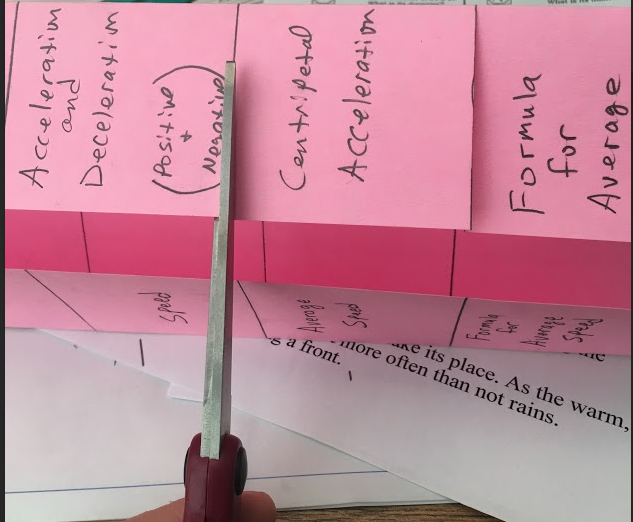 Acceleration
and
Deceleration
(Positive
+
Negative)
Centripetal
Acceleration
Formula
for
Average
Speed
Average
Speed
Formula
for
Average
Speed
ke its place. As the warm,
g a front.
more often than not rains.